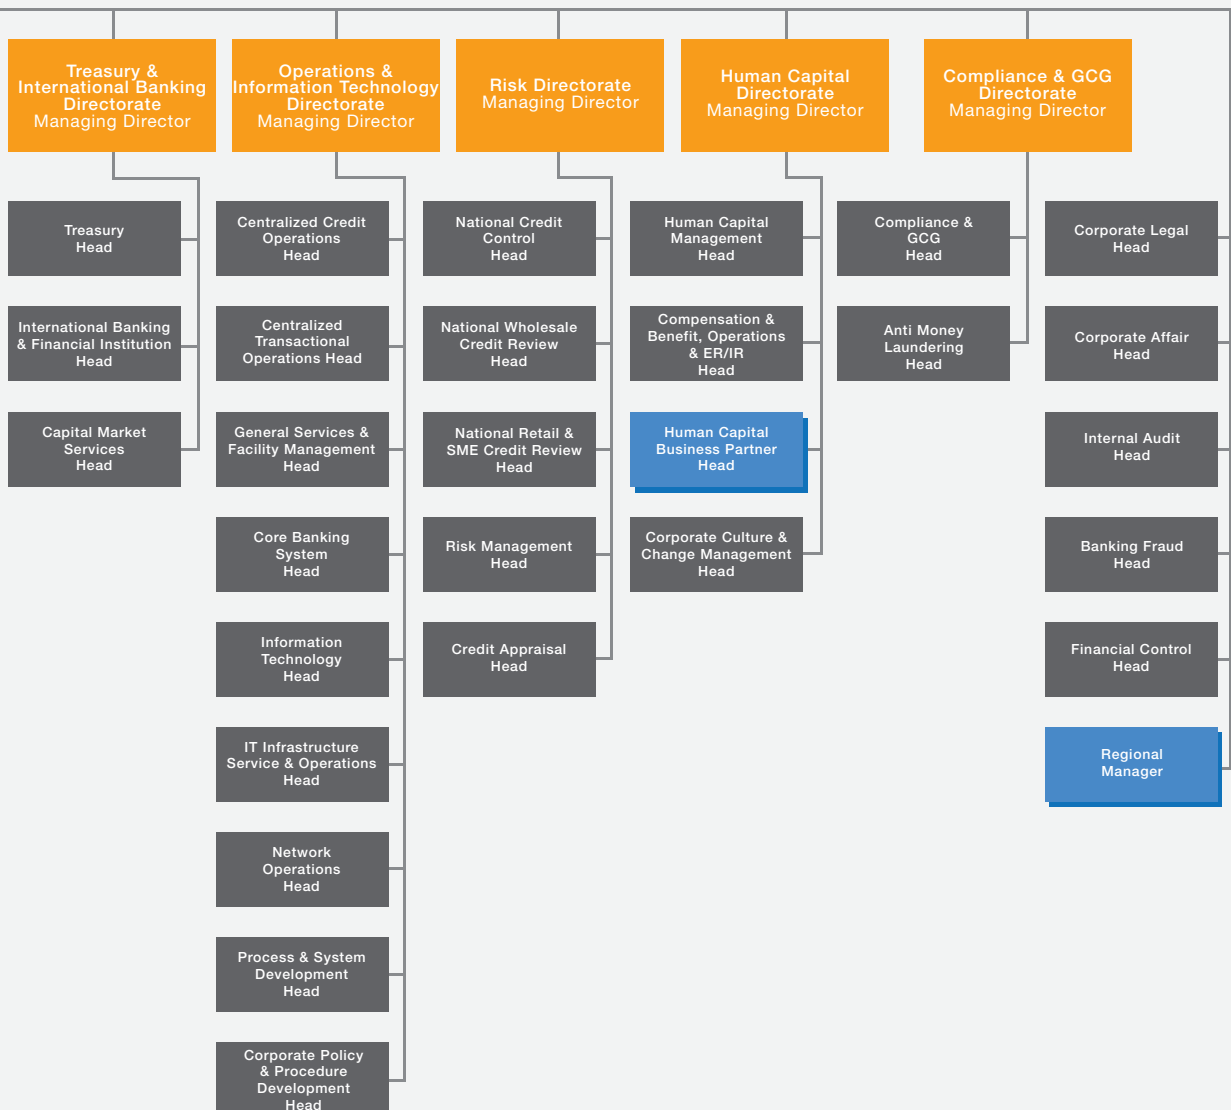 Treasury &
International Banking
Directorate
Managing Director
Operations &
Information Technology
Directorate
Managing Director
Risk Directorate
Managing Director
Human Capital
Directorate
Managing Director
Compliance & GCG
Directorate
Managing Director
Treasury
Head
International Banking
& Financial Institution
Head
Capital Market
Services
Head
Centralized Credit
Operations
Head
Centralized
Transactional
Operations Head
General Services &
Facility Management
Head
Core Banking
System
Head
Information
Technology
Head
IT Infrastructure
Service & Operations
Head
Network
Operations
Head
Process & System
Development
Head
Corporate Policy
& Procedure
Development
Head
National Credit
Control
Head
National Wholesale
Credit Review
Head
National Retail &
SME Credit Review
Head
Risk Management
Head
Credit Appraisal
Head
Human Capital
Management
Head
Compensation &
Benefit, Operations
& ER/IR
Head
Human Capital
Business Partner
Head
Corporate Culture &
Change Management
Head
Compliance &
GCG
Head
Anti Money
Laundering
Head
Corporate Legal
Head
Corporate Affair
Head
Internal Audit
Head
Banking Fraud
Head
Financial Control
Head
Regional
Manager